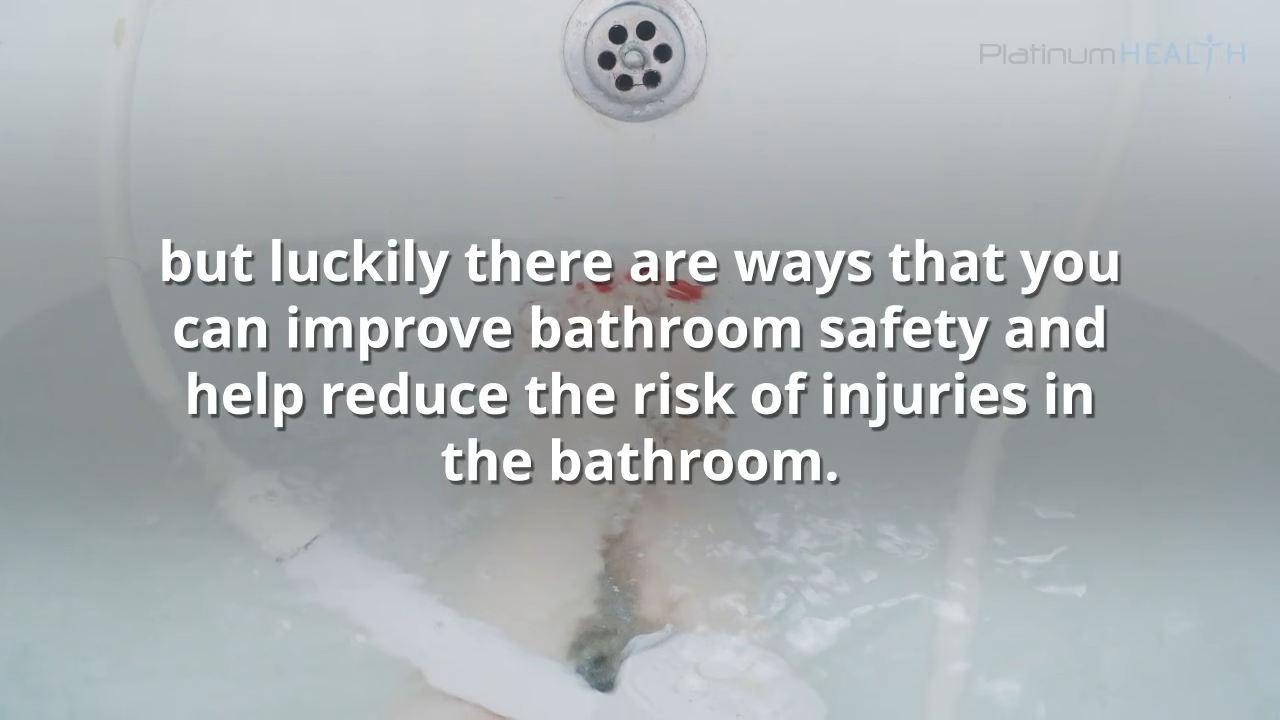 PlatinumHEALTH
but luckily there are ways that you
can improve bathroom safety and
help reduce the risk of injuries in
the bathroom.